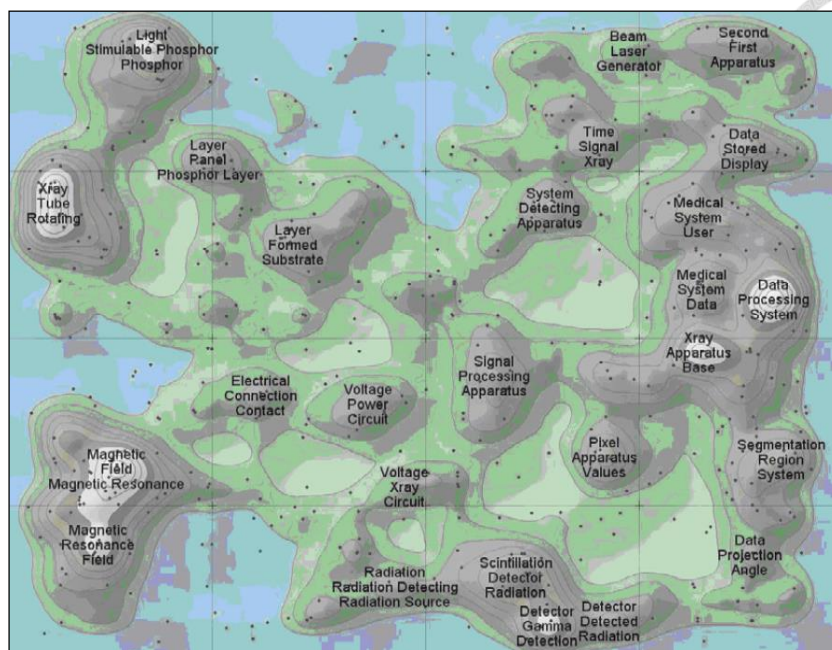 Light
Stimulable Phosphor
Phosphor
Beam
Laser
Generator
Second
First
Apparatus
Layer
Panel
Phosphor Layer
Time
Signal
Xray
Data
Stored
Display
Xray
Tube
Rotating
System
Detecting
Apparatus
Medical
System
User
Layer
Formed
Substrate
Medical
System
Data
Data
Processing
System
Xray
Apparatus
Base
Signal
Processing
Apparatus
Electrical
Connection
Contact
Voltage
Power
Circuit
Pixel
Apparatus
Values
Segmentation
Region
System
Magnetic
Field
Magnetic Resonance
Voltage
Xray
Circuit
Magnetic
Resonance
Field
Data
Projection
Angle
Radiation
Radiation Detecting
Radiation Source
Scintillation
Detector
Radiation
Detector
Gamma
Detection
Detector
Detected
Radiation